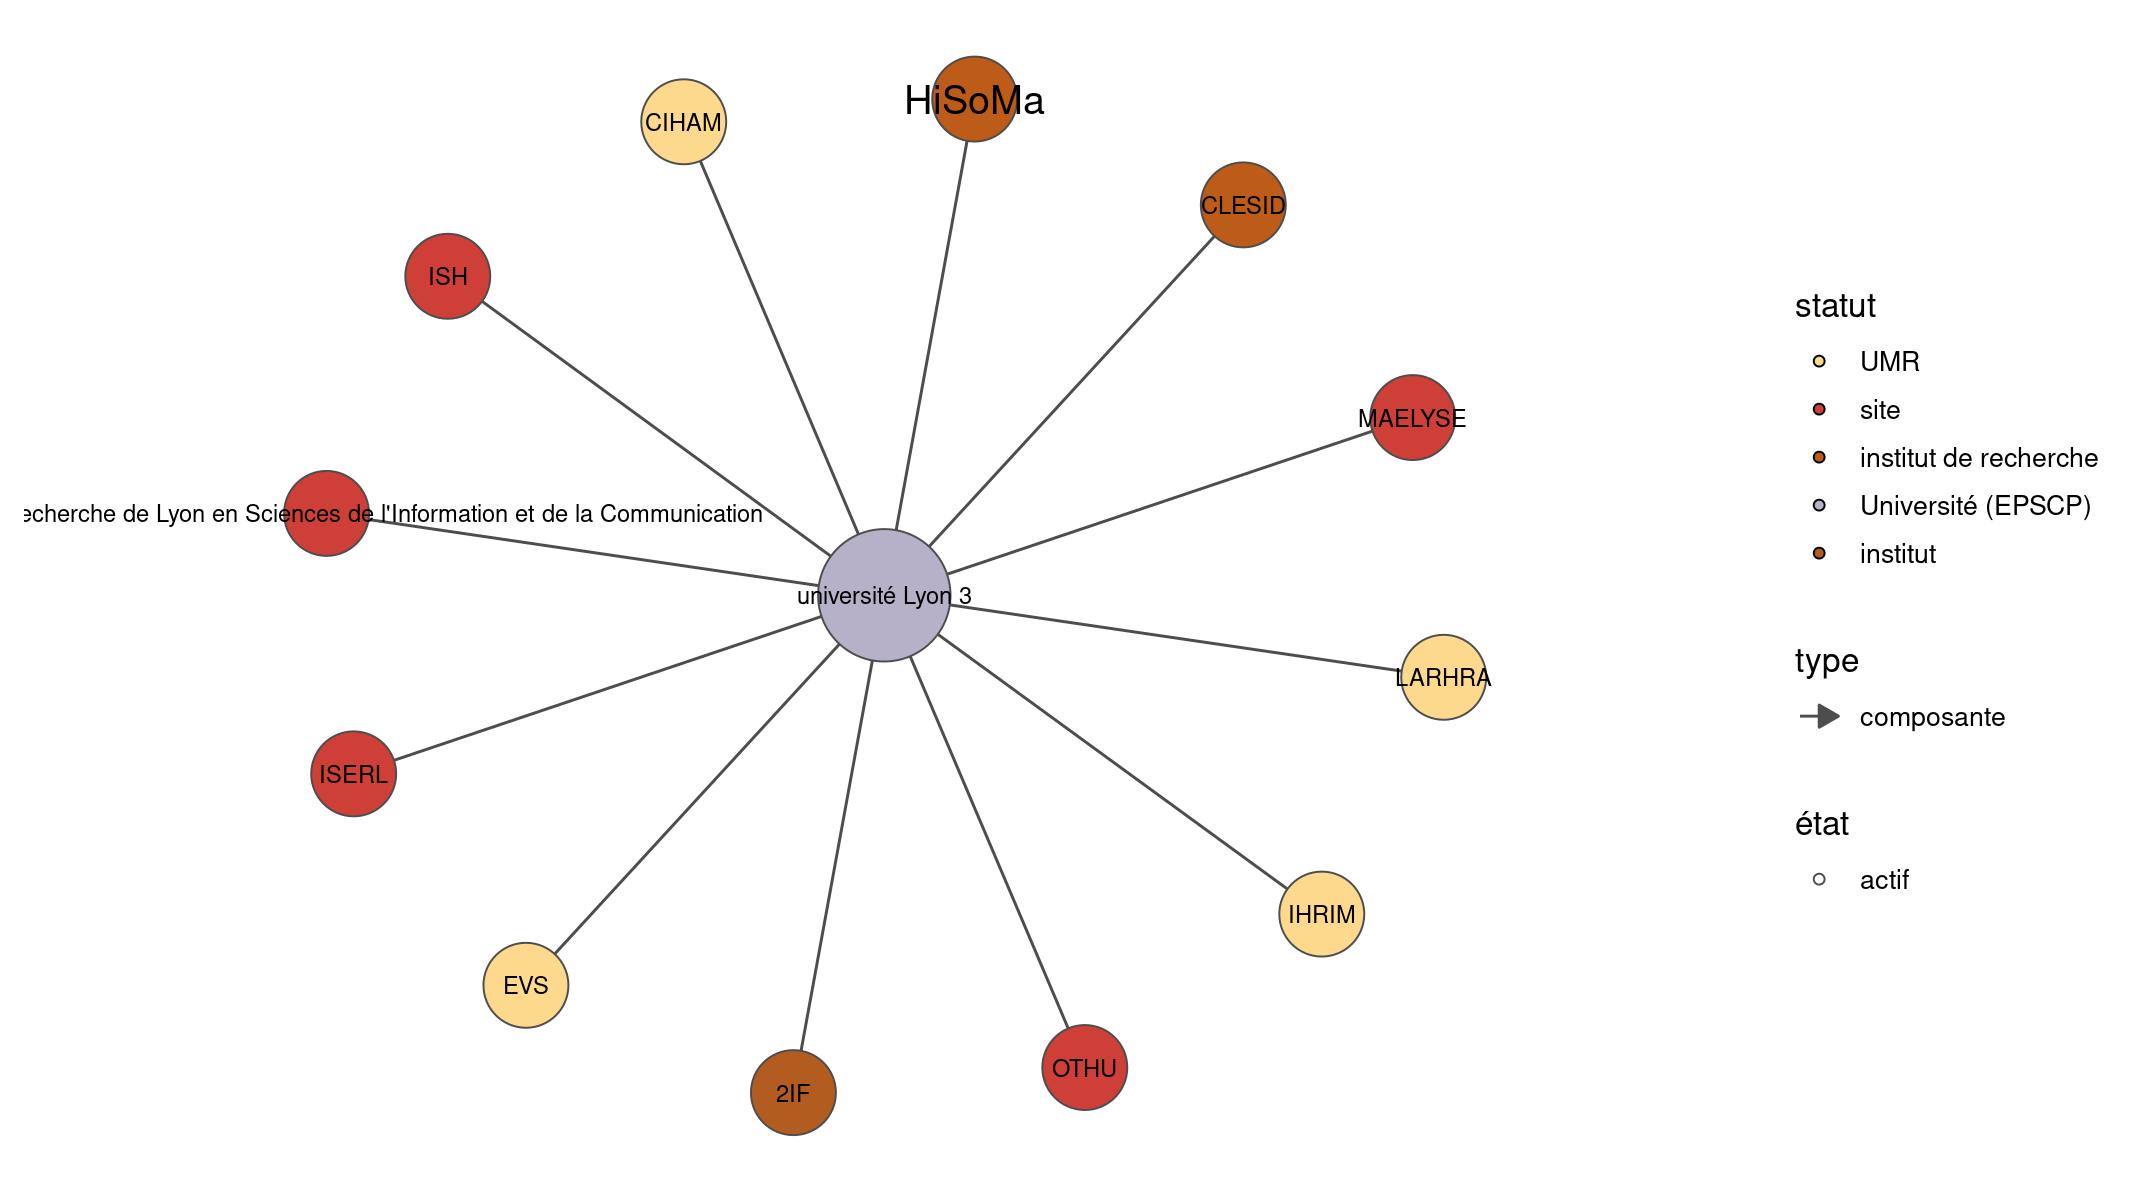 HiSoMa
CIHAM
CLESID
ISH
MAELYSE
echerche de Lyon en Sciences de l'Information et de la Communication
université Lyon 3
LARHRA
ISERL
IHRIM
EVS
OTHU
2IF
statut
UMR
site
institut de recherche
Université (EPSCP)
institut
type
composante
état
actif